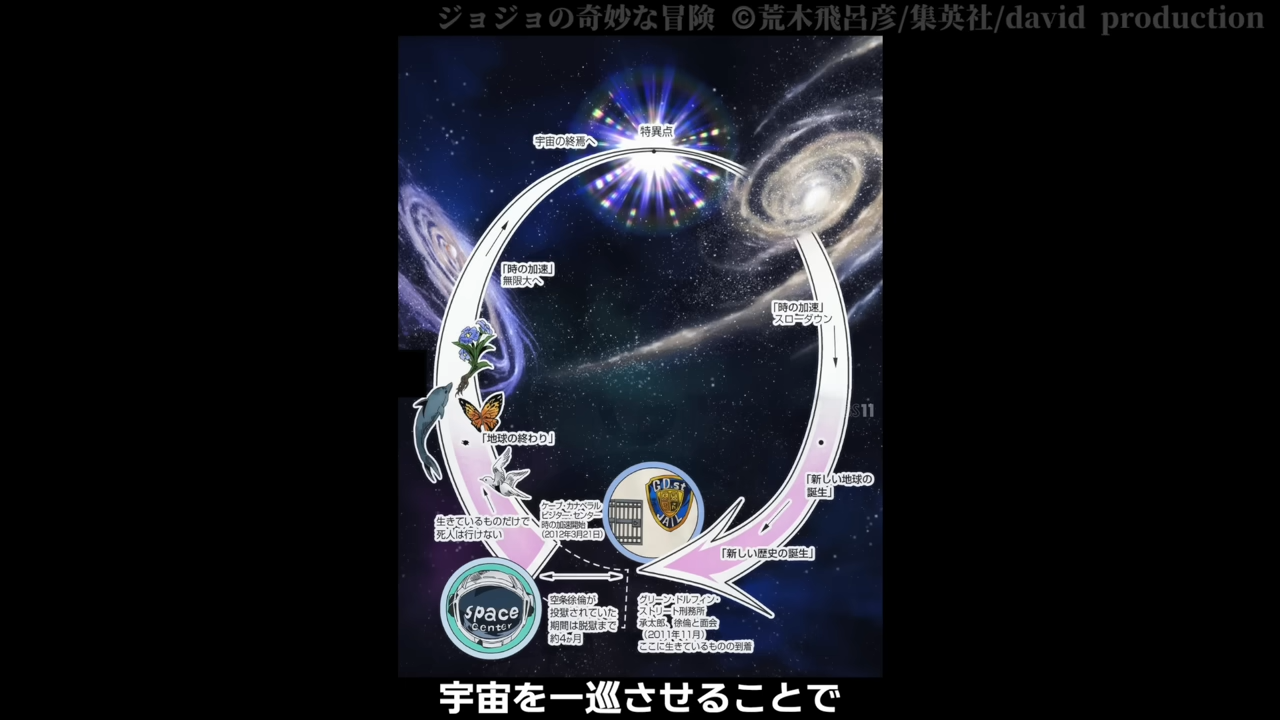 ジョジョの奇妙な冒険 ©荒木飛呂彦/集英社/david production
特異点
宇宙の終焉へ
「時の加速」
無限大へ
「時の加速」
スローダウン
11
「地球の終わり」
「新しい地球の
誕生」
生きているものだけで
死人は行けない
ケープ・カナベラル
ビジター・センター
時の加速開始
(2012年3月21日)
G.D.st
JAIL
「新しい歴史の誕生」
space
center
空条徐倫が
投獄されていた
期間は脱獄まで
約4ヵ月
グリーン・ドルフィン・
ストリート刑務所
承太郎、徐倫と面会
(2011年11月)
ここに生きているものの到着
宇宙を一巡させることで